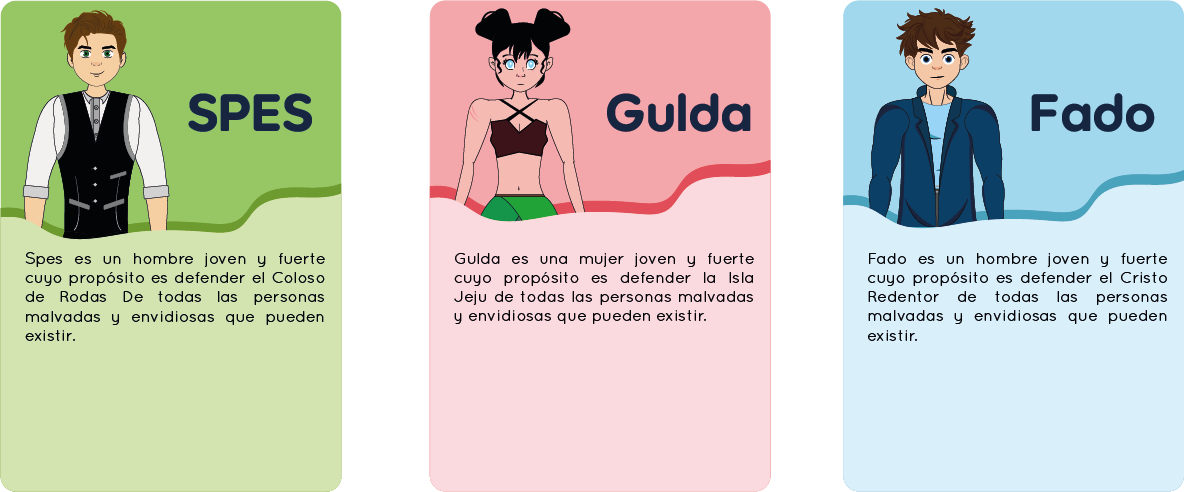 SPES
Spes es un hombre joven y fuerte
cuyo propósito es defender el Coloso
de Rodas De todas las personas
malvadas y envidiosas que pueden
existir.
Gulda
Gulda es una mujer joven y fuerte
cuyo propósito es defender la Isla
Jeju de todas las personas malvadas
y envidiosas que pueden existir.
Fado
Fado es un hombre joven y fuerte
cuyo propósito es defender el Cristo
Redentor de todas las personas
malvadas y envidiosas que pueden
existir.